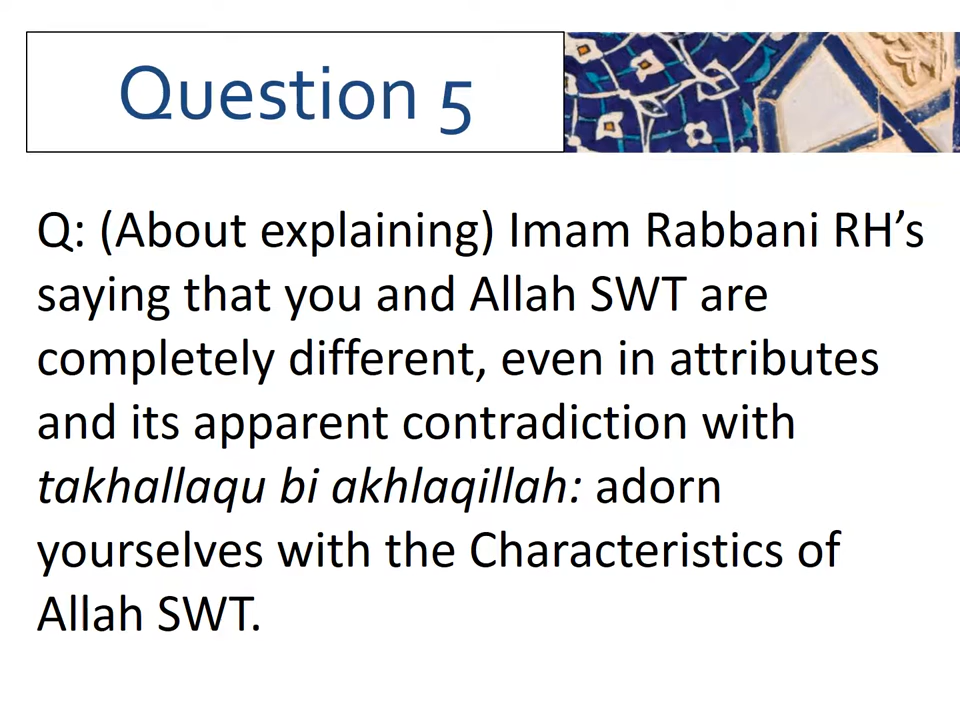 Question 5
Q: (About explaining) Imam Rabbani RH’s
saying that you and Allah SWT are
completely different, even in attributes
and its apparent contradiction with
takhallaqu bi akhlaqillah: adorn
yourselves with the Characteristics of
Allah SWT.